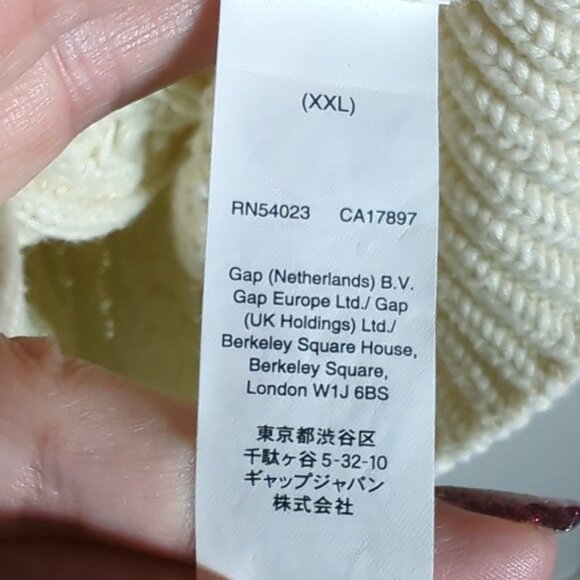 (XXL)
RN54023 CA17897
Gap (Netherlands) B.V.
Gap Europe Ltd./ Gap
(UK Holdings) Ltd./
Berkeley Square House,
Berkeley Square,
London W1J 6BS
東京都渋谷区
千駄ヶ谷 5-32-10
ギャップジャパン
株式会社